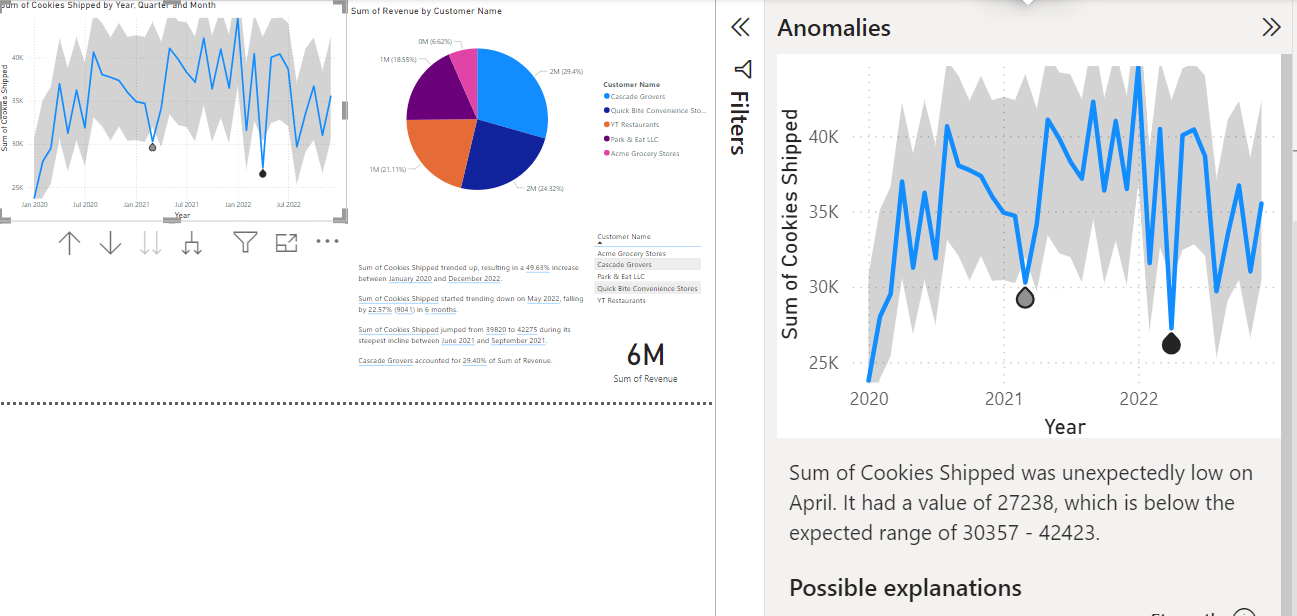 Sum of Cookies Shipped by Year, Quarter and Month
Sum of Cookies Shipped
40K
35K
30K
25K
Jan 2020
Jul 2020
Jan 2021
Jul 2021
Jan 2022
Jul 2022
Year
Sum of Revenue by Customer Name
0M (6.62%)
1M (18.55%)
2M (29.4%)
1M (21.11%)
2M (24.32%)
Customer Name
Cascade Grovers
Quick Bite Convenience Sto...
YT Restaurants
Park & Eat LLC
Acme Grocery Stores
Sum of Cookies Shipped trended up, resulting in a 49.63% increase
between January 2020 and December 2022.
Sum of Cookies Shipped started trending down on May 2022, falling
by 22.57% (9041) in 6 months.
Sum of Cookies Shipped jumped from 39820 to 42275 during its
steepest incline between June 2021 and September 2021.
Cascade Grovers accounted for 29.40% of Sum of Revenue.
Customer Name
Acme Grocery Stores
Cascade Grovers
Park & Eat LLC
Quick Bite Convenience Stores
YT Restaurants
6M
Sum of Revenue
Filters
Anomalies
Sum of Cookies Shipped
40K
35K
30K
25K
2020
2021
2022
Year
Sum of Cookies Shipped was unexpectedly low on
April. It had a value of 27238, which is below the
expected range of 30357 - 42423.
Possible explanations